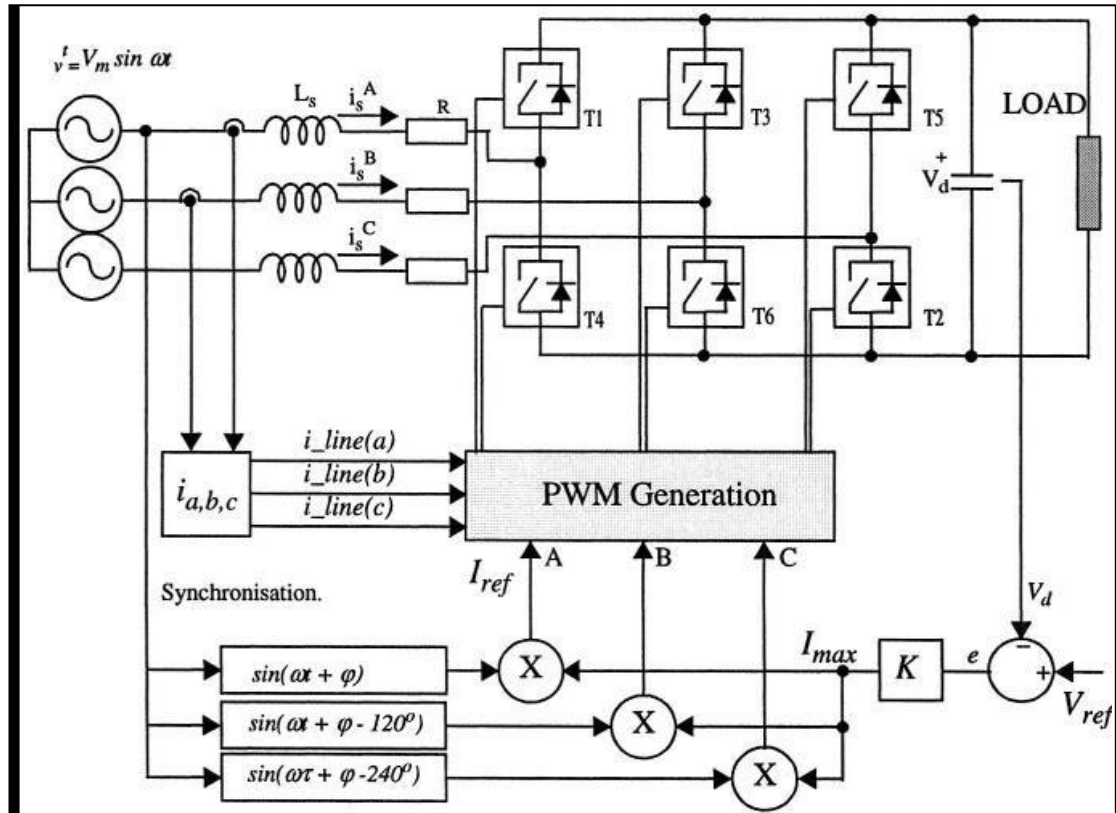 v^t = V_m sin ωt
L_s
i_s^A
R
T1
T3
T5
LOAD
i_s^B
+
V_d
i_s^C
T4
T6
T2
i_line(a)
i_line(b)
i_line(c)
i_a,b,c
PWM Generation
A
B
C
I_ref
Synchronisation.
V_d
sin(ωt + φ)
X
I_max
K
e
-
+
V_ref
sin(ωt + φ - 120°)
X
sin(ωτ + φ -240°)
X